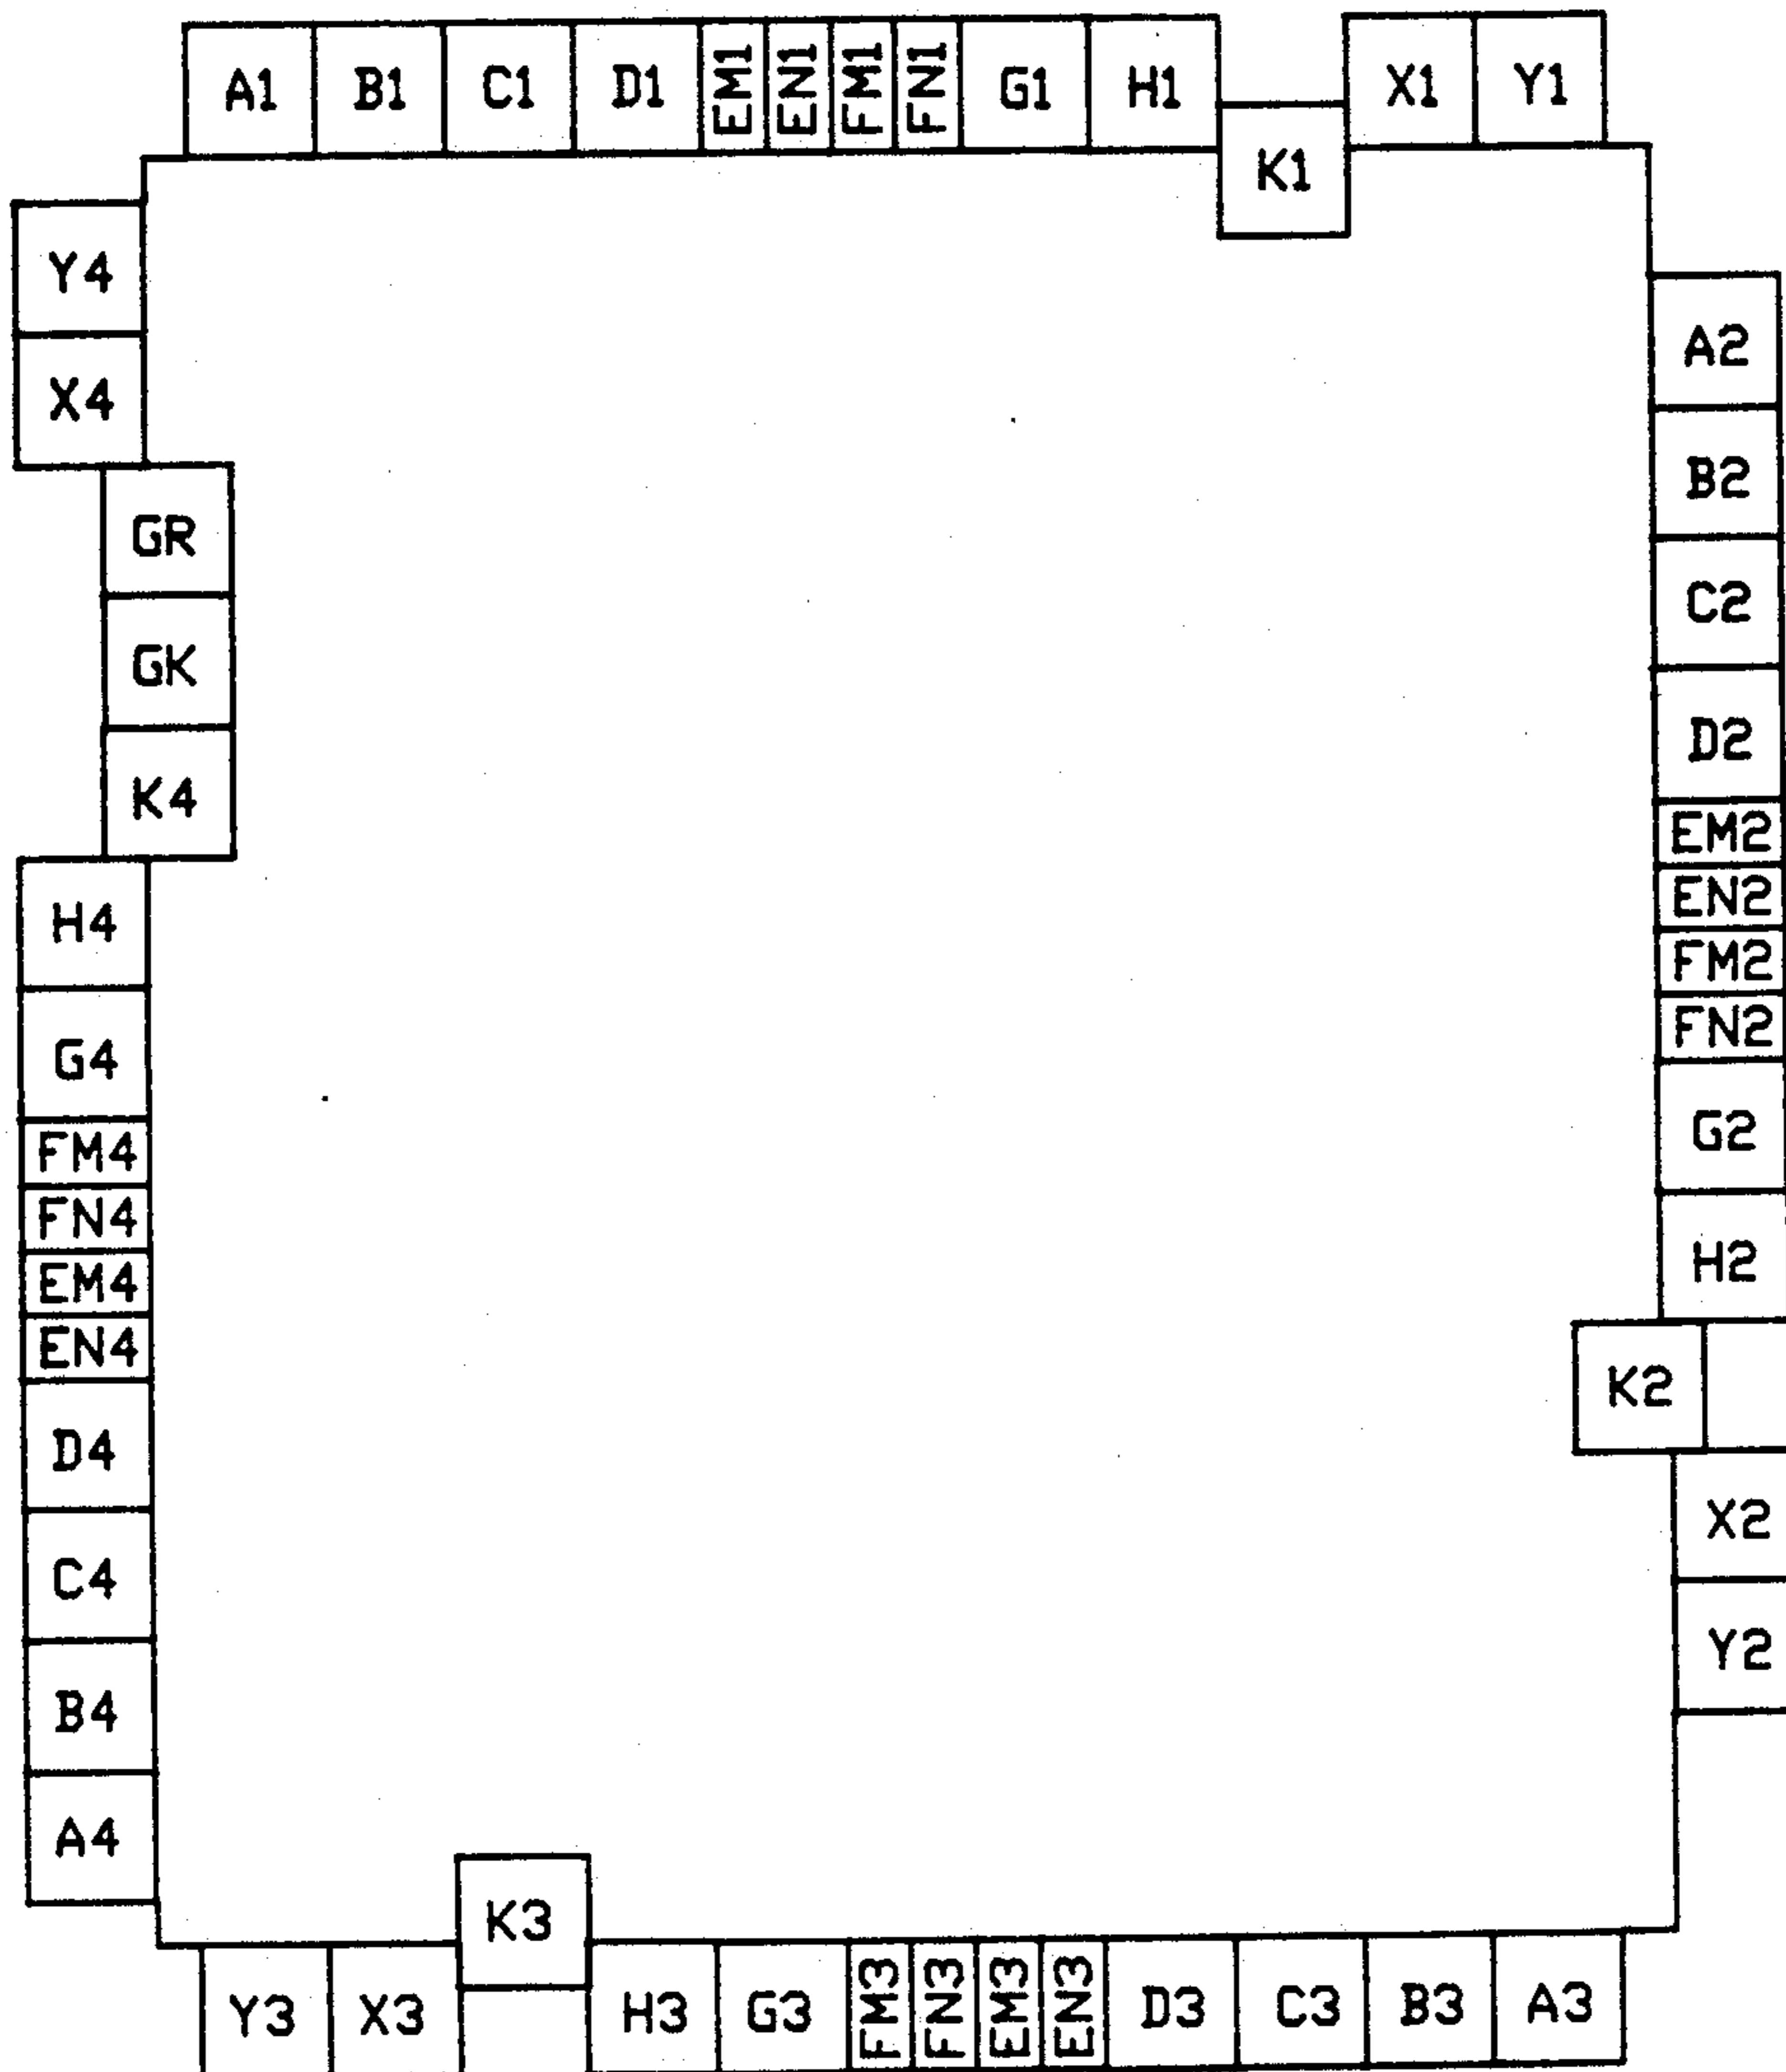 A1 B1 C1 D1 EM1 EN1 FM1 FN1 G1 H1 K1 X1 Y1
A2
B2
C2
D2
EM2
EN2
FM2
FN2
G2
H2
K2
X2
Y2
Y4
X4
GR
GK
K4
H4
G4
FM4
FN4
EM4
EN4
D4
C4
B4
A4
Y3 X3 K3 H3 G3 FM3 FN3 EM3 EN3 D3 C3 B3 A3